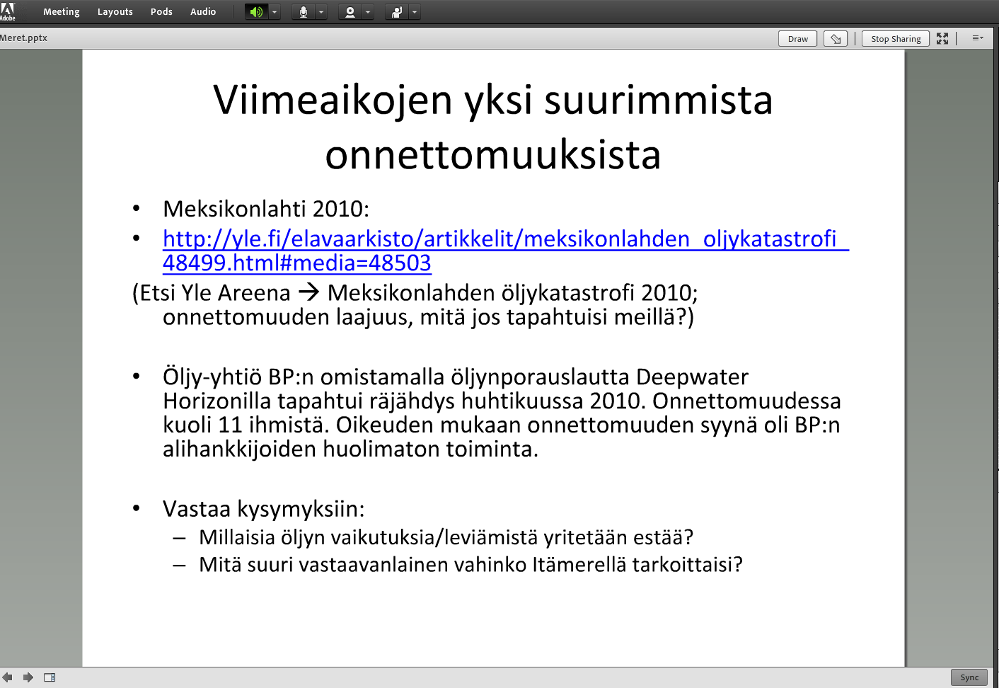 Adobe
Meeting Layouts Pods Audio
Meret.pptx
Draw
Stop Sharing
Viimeaikojen yksi suurimmista
onnettomuuksista
• Meksikonlahti 2010:
• http://yle.fi/elavaarkisto/artikkelit/meksikonlahden_oljykatastrofi_
48499.html#media=48503
(Etsi Yle Areena → Meksikonlahden öljykatastrofi 2010;
onnettomuuden laajuus, mitä jos tapahtuisi meillä?)
• Öljy-yhtiö BP:n omistamalla öljynporauslautta Deepwater
Horizonilla tapahtui räjähdys huhtikuussa 2010. Onnettomuudessa
kuoli 11 ihmistä. Oikeuden mukaan onnettomuuden syynä oli BP:n
alihankkijoiden huolimaton toiminta.
• Vastaa kysymyksiin:
– Millaisia öljyn vaikutuksia/leviämistä yritetään estää?
– Mitä suuri vastaavanlainen vahinko Itämerellä tarkoittaisi?
Sync